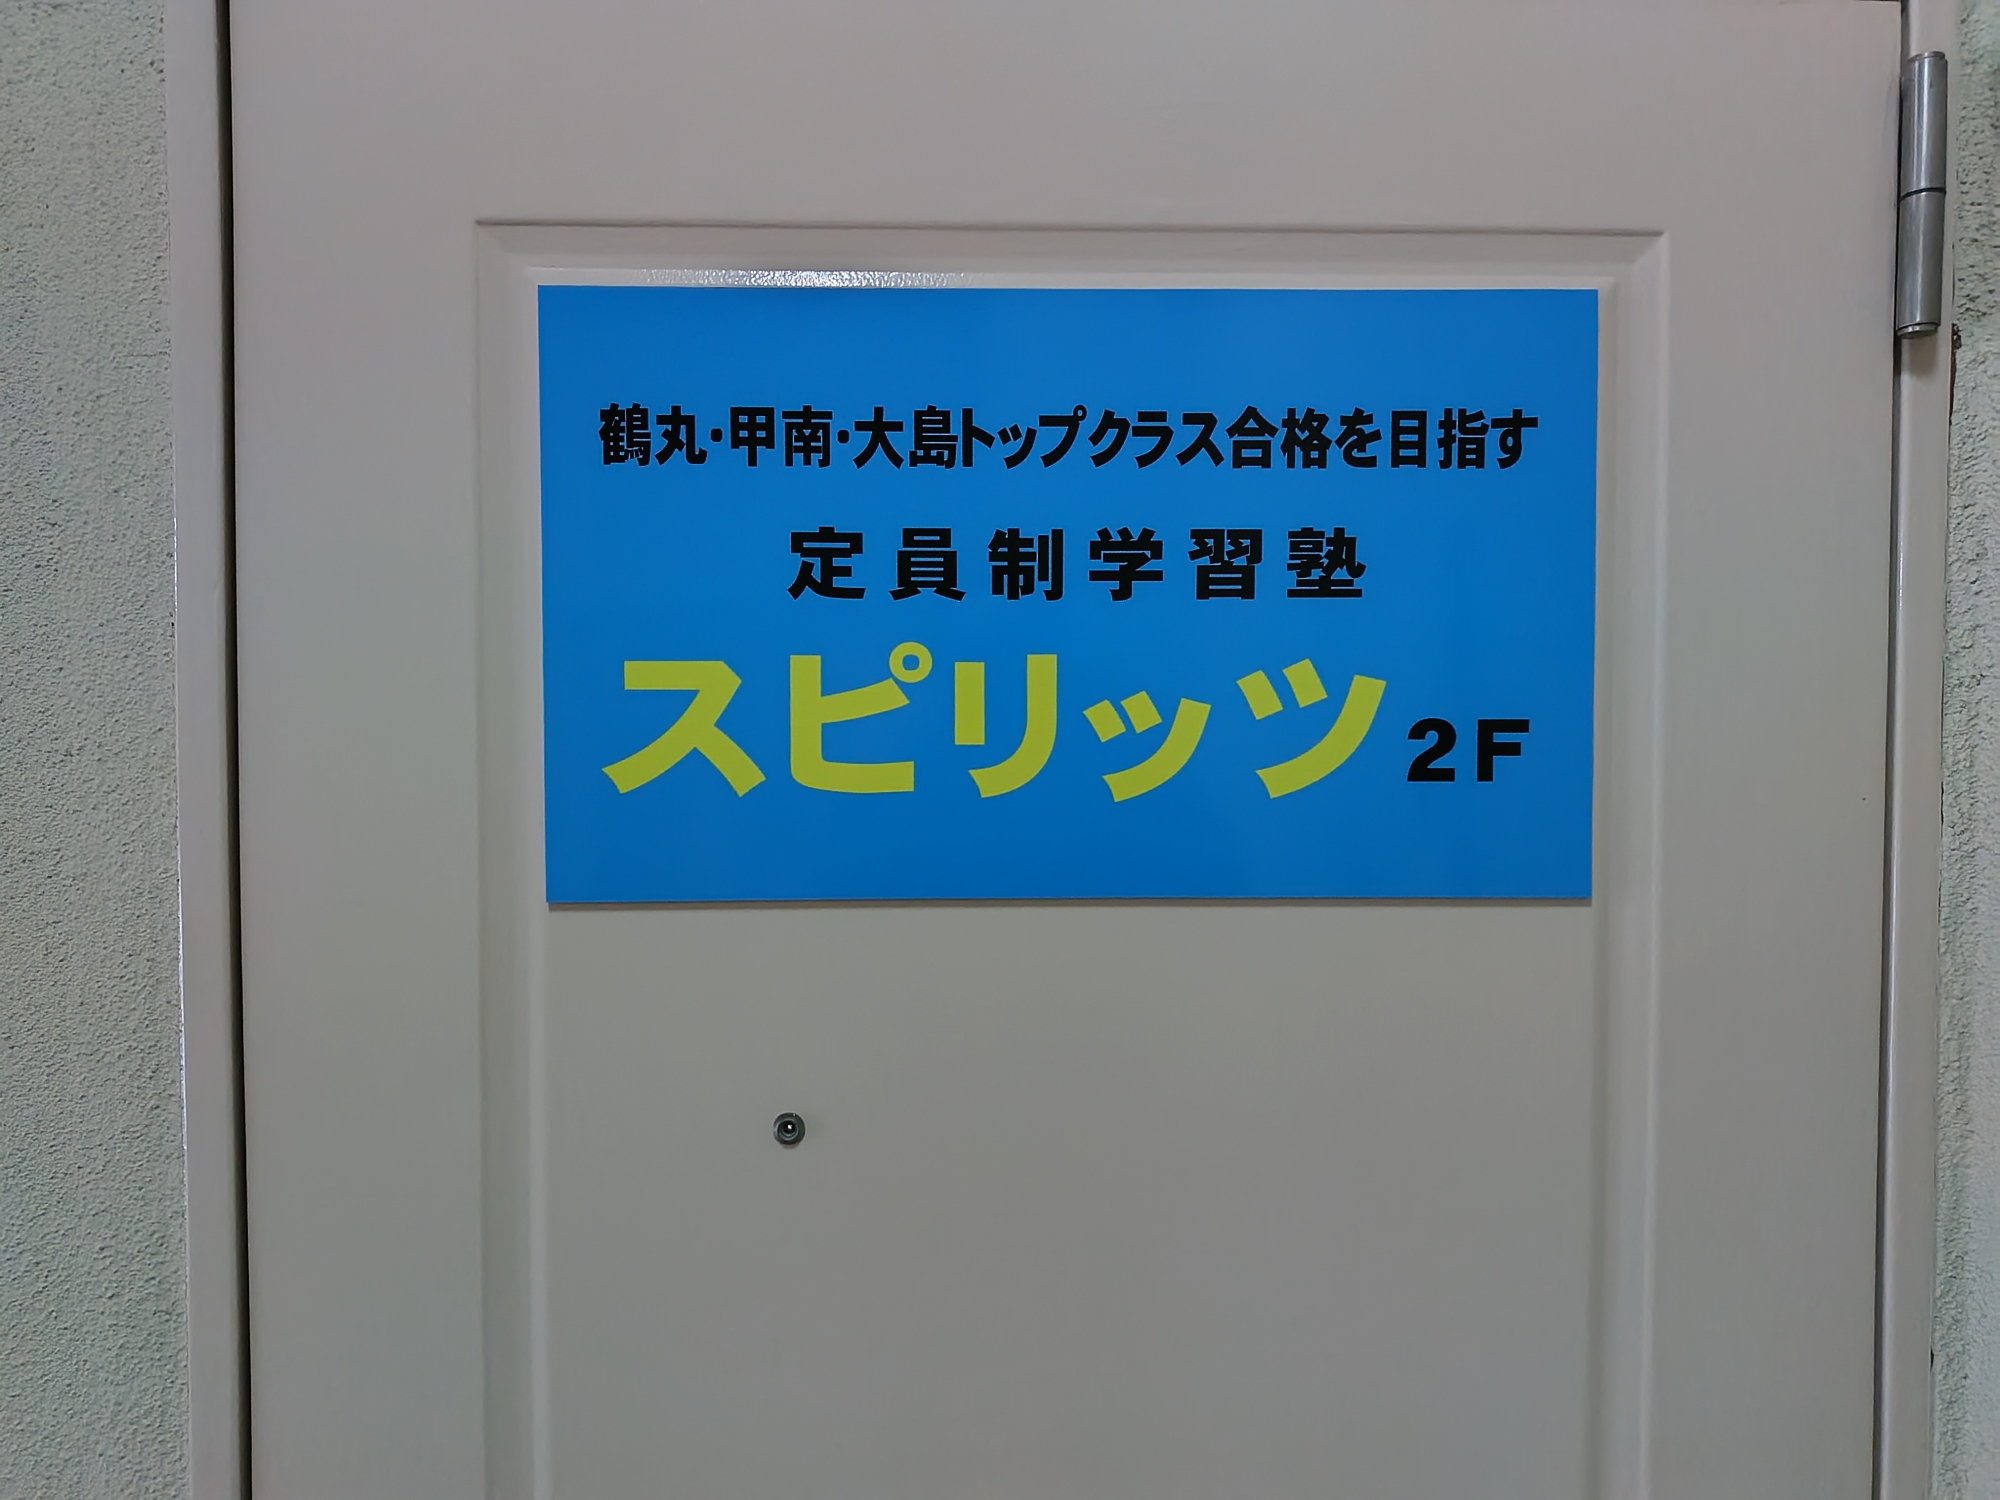 鶴丸・甲南・大島トップクラス合格を目指す
定員制学習塾
スピリッツ 2F